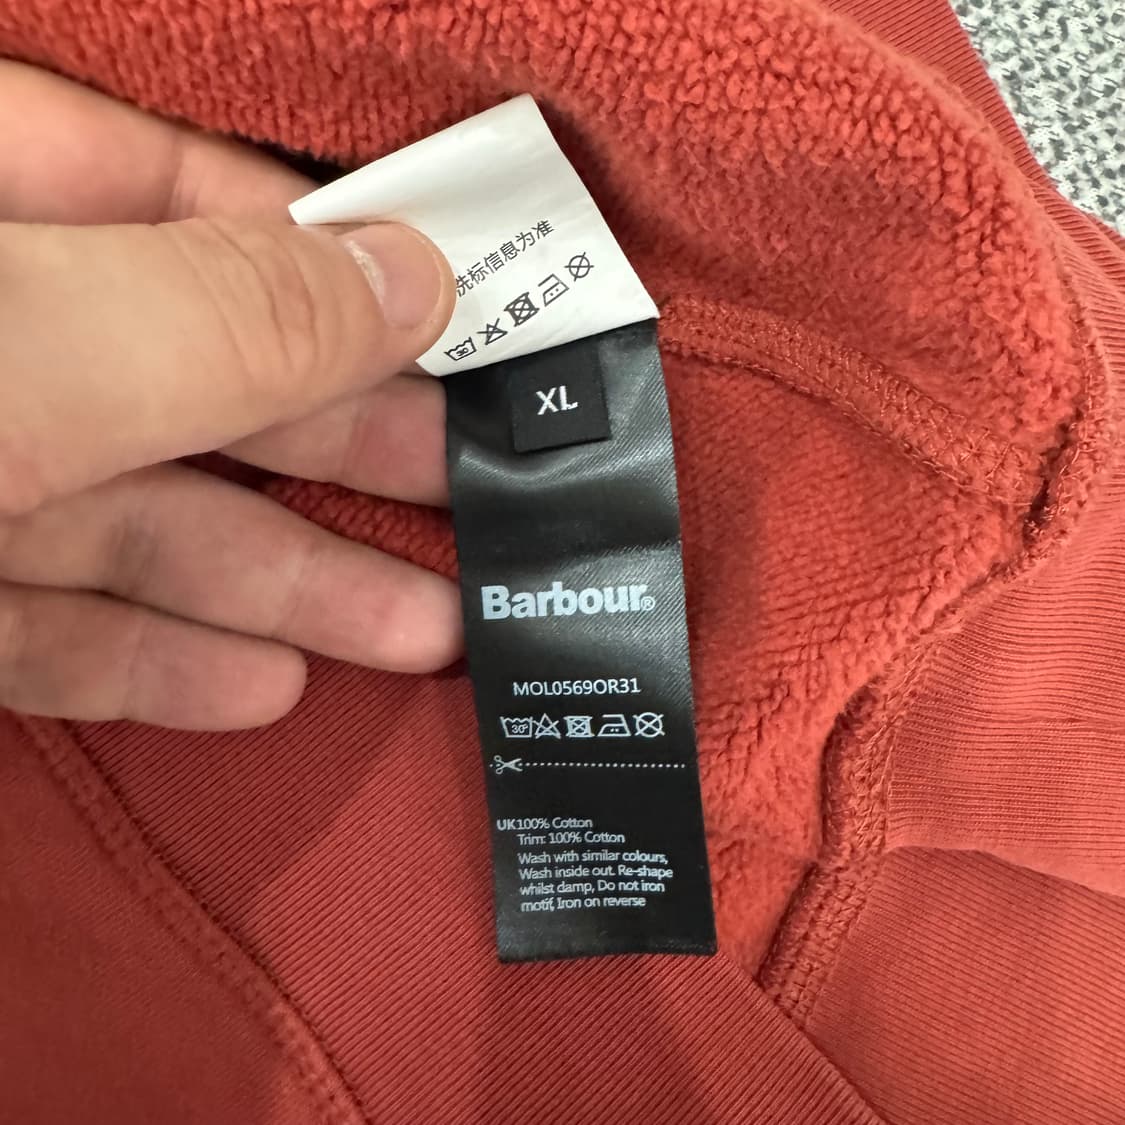 洗标信息为准
XL
Barbour®
MOL0569OR31
30°
UK100% Cotton
Trim: 100% Cotton
Wash with similar colours,
Wash inside out. Re-shape
whilst damp, Do not iron
motif, Iron on reverse